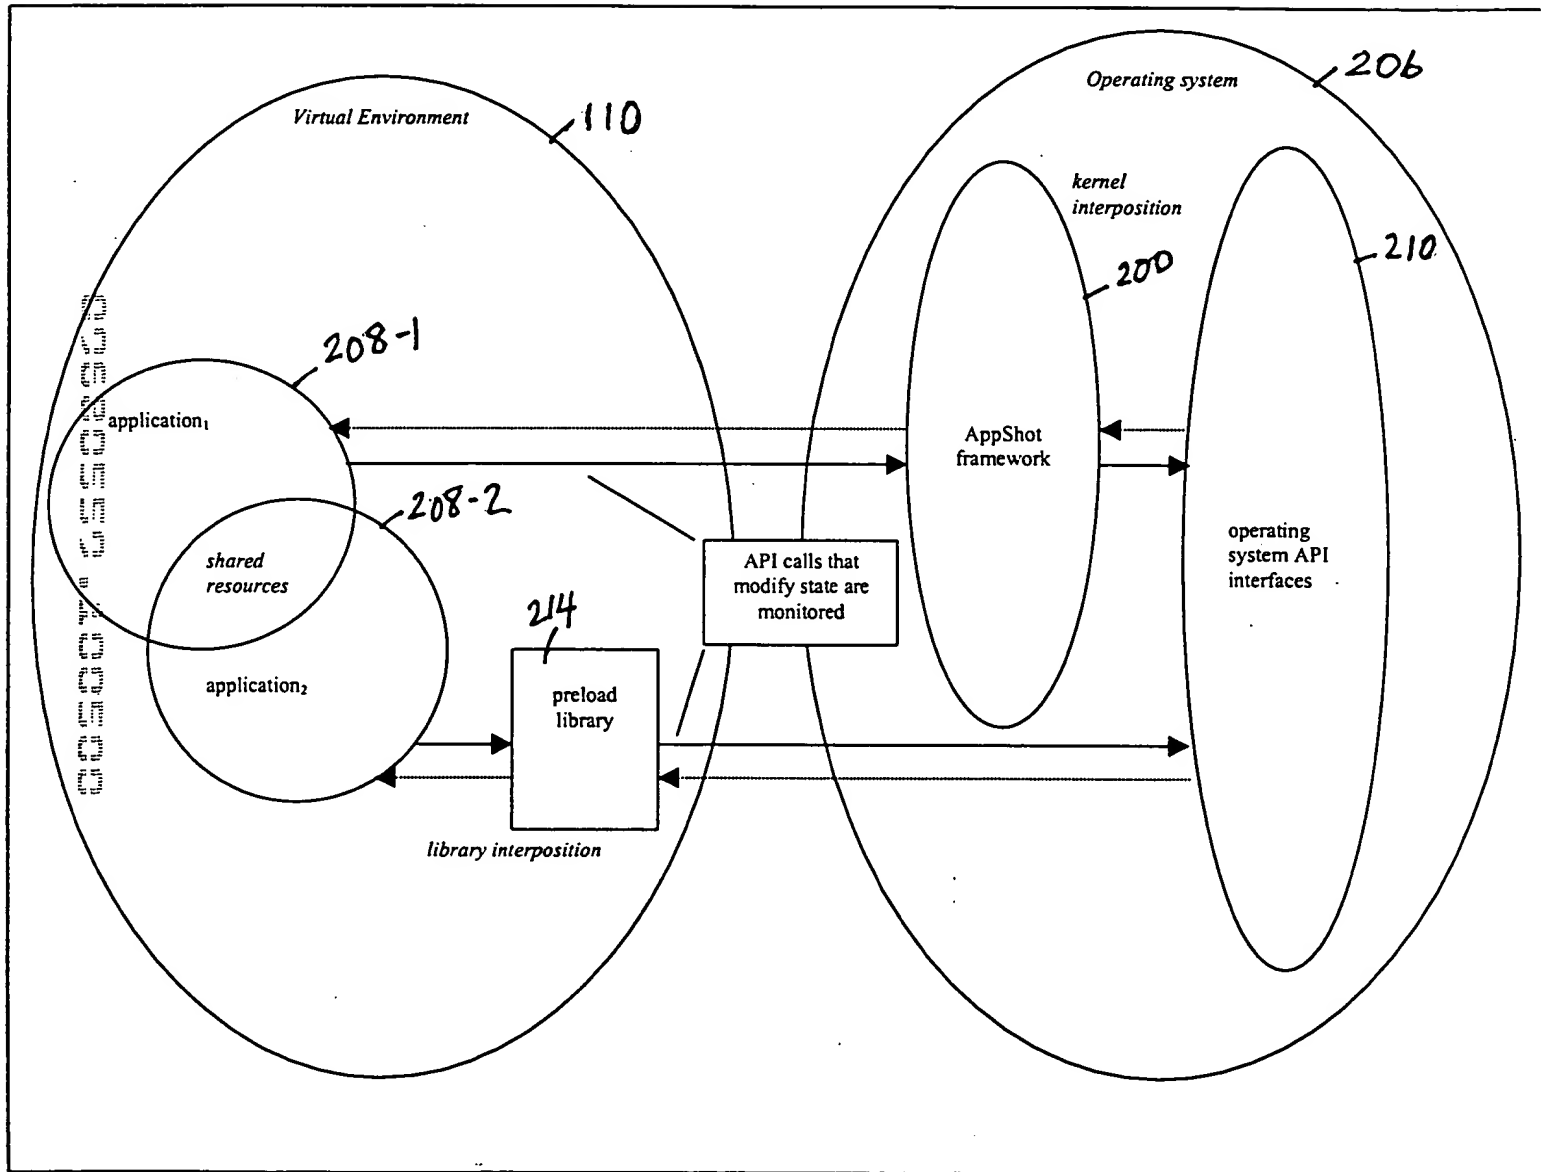 Operating system
206
Virtual Environment
110
kernel
interposition
200
210
208-1
application₁
AppShot
framework
208-2
shared
resources
API calls that
modify state are
monitored
operating
system API
interfaces
214
application₂
preload
library
library interposition